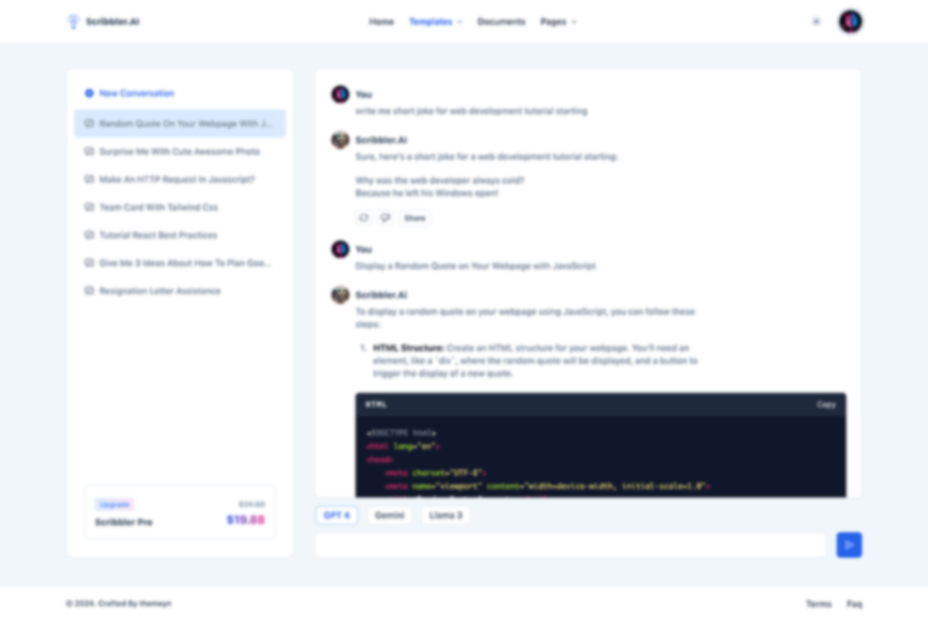 Scribbler.AI
Home
Templates
Documents
Pages
New Conversation
Random Quote On Your Webpage With J...
Surprise Me With Cute Awesome Photo
Make An HTTP Request in Javascript?
Team Card With Tailwind Css
Tutorial React Best Practices
Give Me 3 Ideas About How To Plan Geo...
Resignation Letter Assistance
Upgrade
Scribbler Pro
$19.88
You
write me short joke for web development tutorial starting
Scribbler.AI
Sure, here's a short joke for a web development tutorial starting:
Why was the web developer always cold?
Because he left his Windows open!
Share
You
Display a Random Quote on Your Webpage with JavaScript
Scribbler.AI
To display a random quote on your webpage using JavaScript, you can follow these
steps:
1. HTML Structure: Create an HTML structure for your webpage. You'll need an
element, like a `div`, where the random quote will be displayed, and a button to
trigger the display of a new quote.
HTML
Copy
<!DOCTYPE html>
<html lang="en">
<head>
<meta charset="UTF-8">
<meta name="viewport" content="width=device-width, initial-scale=1.0">
GPT 4
Gemini
Llama 3
© 2024. Crafted By themeyn
Terms
Faq